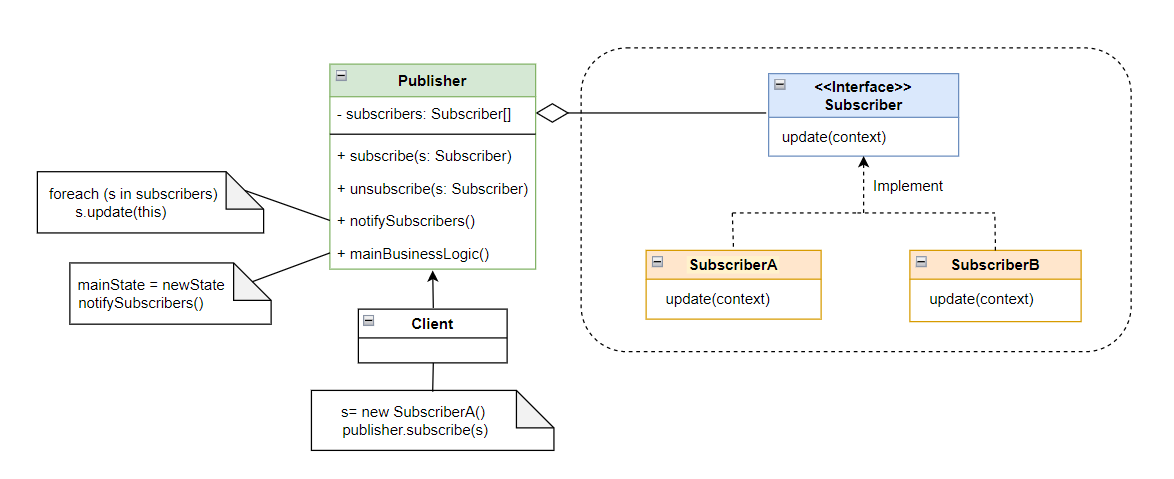 Publisher
- subscribers: Subscriber[]
+ subscribe(s: Subscriber)
+ unsubscribe(s: Subscriber)
+ notifySubscribers()
+ mainBusinessLogic()
<<Interface>>
Subscriber
update(context)
Implement
SubscriberA
update(context)
SubscriberB
update(context)
foreach (s in subscribers)
s.update(this)
mainState = newState
notifySubscribers()
Client
s= new SubscriberA()
publisher.subscribe(s)